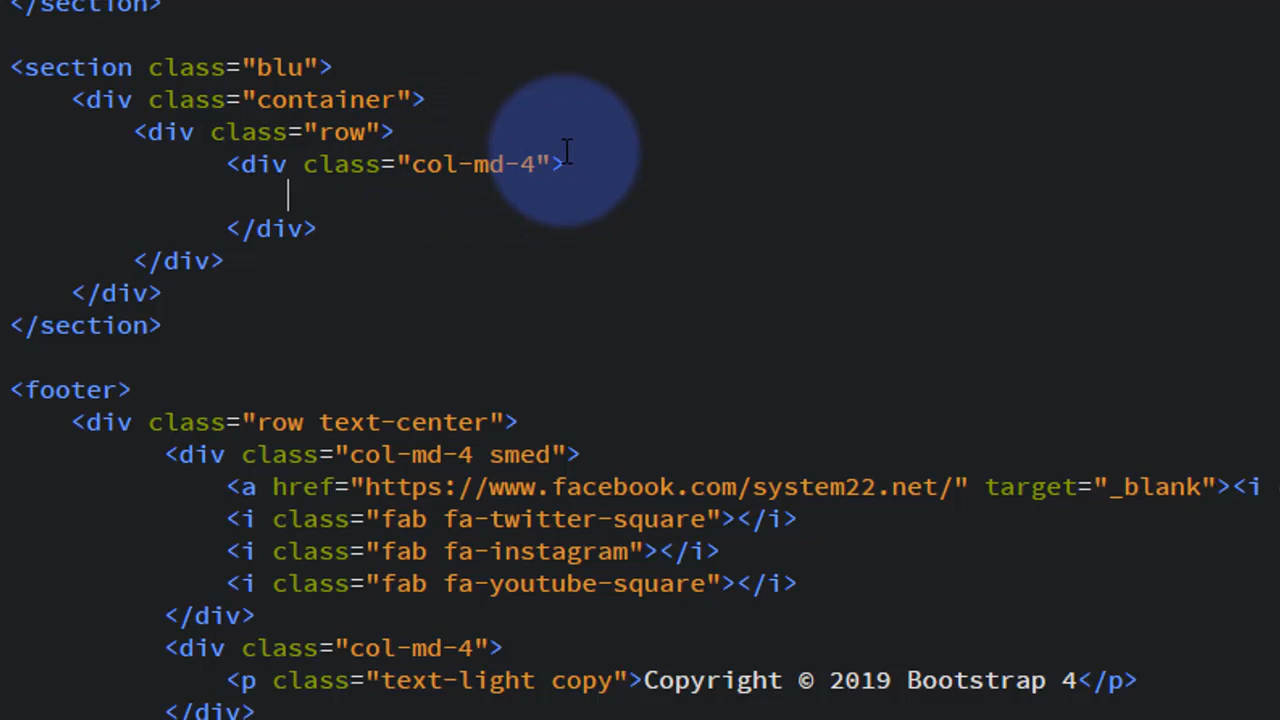 </section>
<section class="blu">
<div class="container">
<div class="row">
<div class="col-md-4">
</div>
</div>
</div>
</section>
<footer>
<div class="row text-center">
<div class="col-md-4 smed">
<a href="https://www.facebook.com/system22.net/" target="_blank"><i
<i class="fab fa-twitter-square"></i>
<i class="fab fa-instagram"></i>
<i class="fab fa-youtube-square"></i>
</div>
<div class="col-md-4">
<p class="text-light copy">Copyright © 2019 Bootstrap 4</p>
</div>